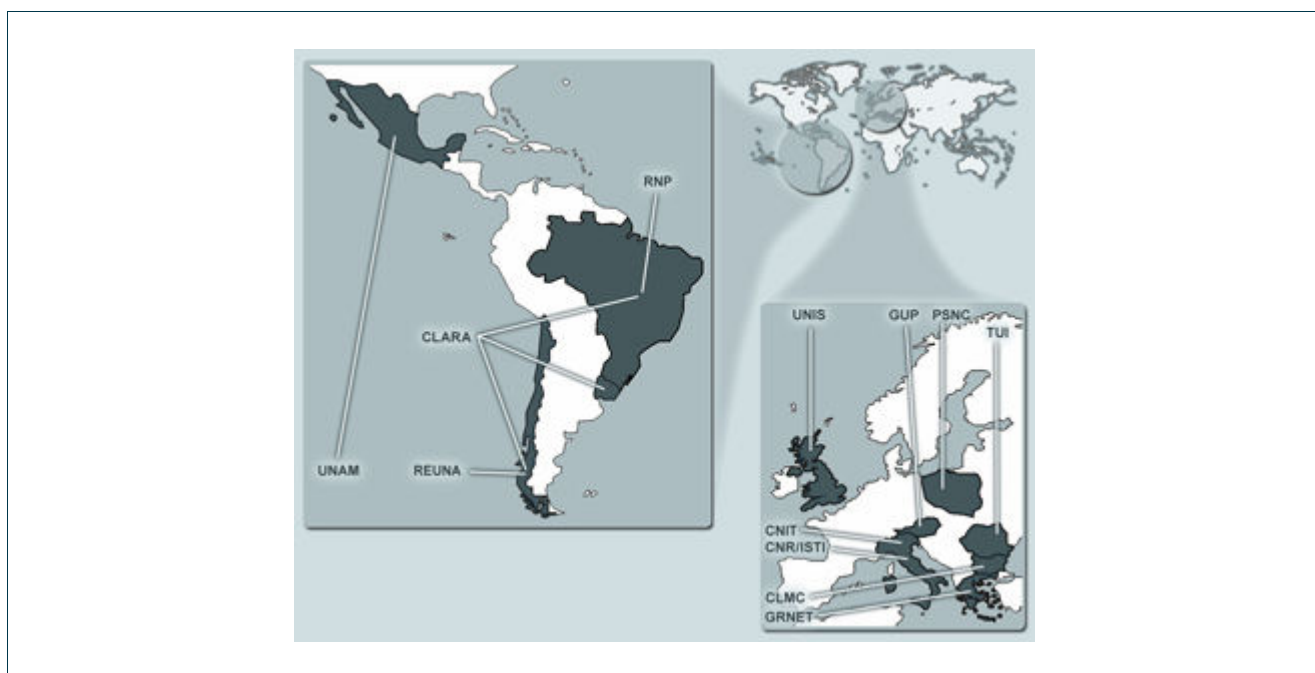 RNP
CLARA
UNAM
REUNA
UNIS
GUP
PSNC
TUI
CNIT
CNR/ISTI
CLMC
GRNET